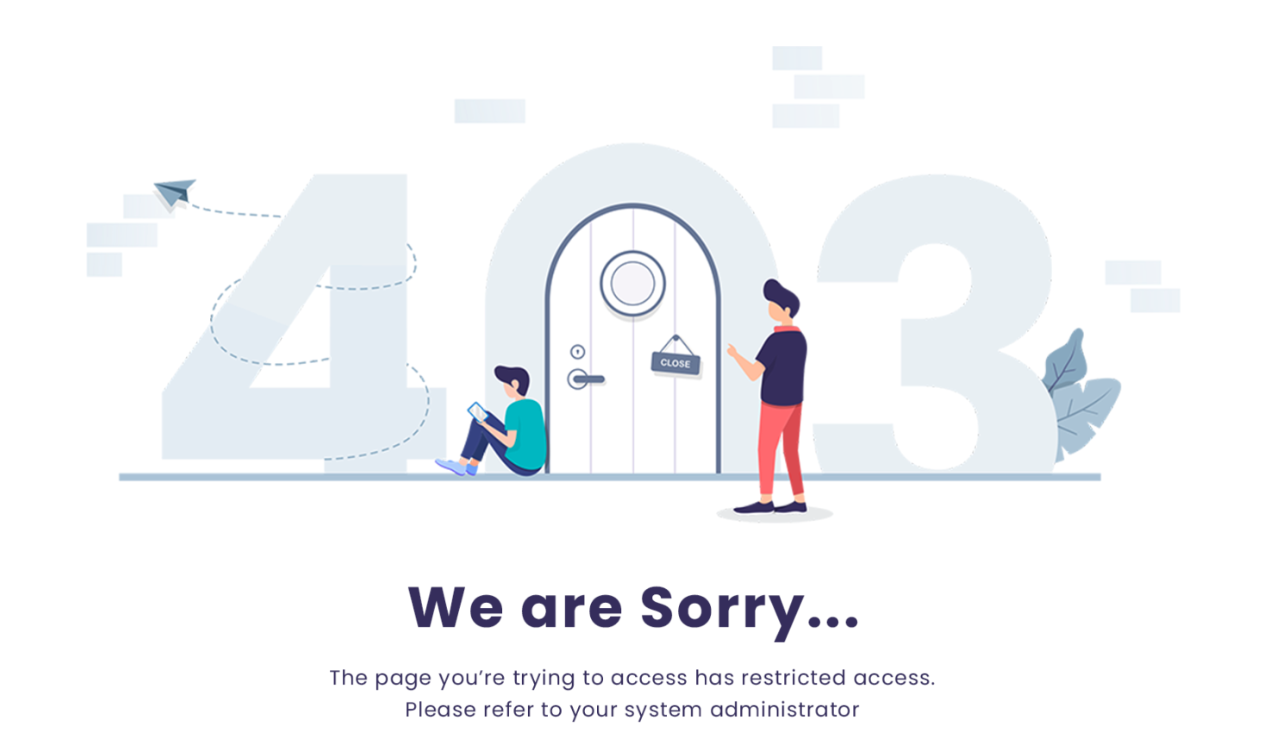 403
CLOSE
We are Sorry...
The page you’re trying to access has restricted access.
Please refer to your system administrator